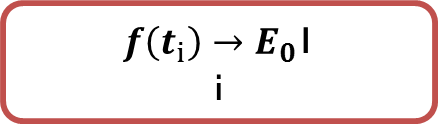 f(tᵢ) → E₀ I
i